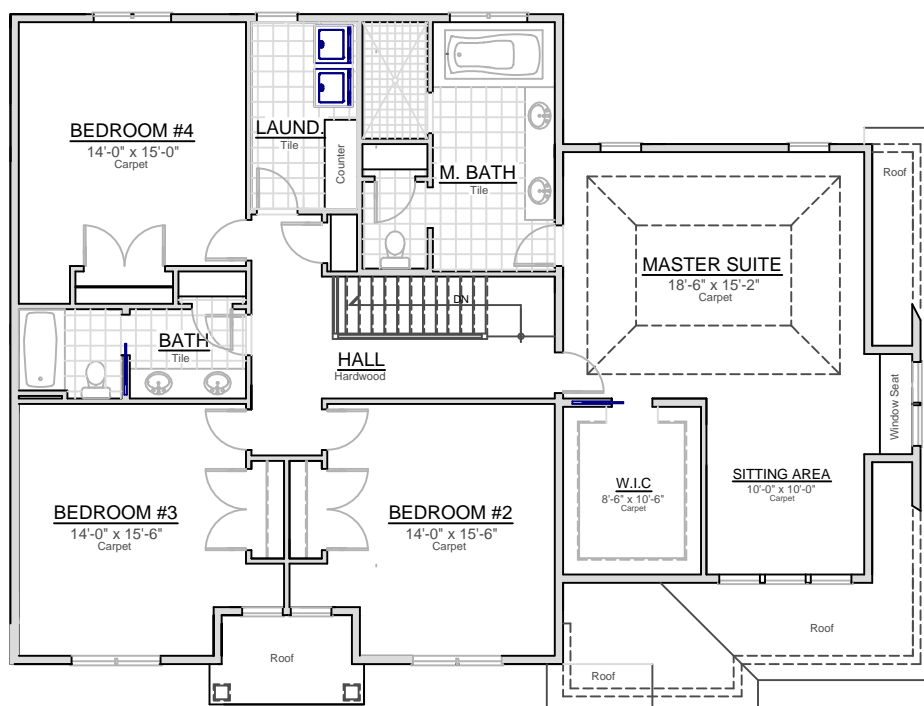 BEDROOM #4
14'-0" x 15'-0"
Carpet
LAUND.
Tile
Counter
M. BATH
Tile
Roof
MASTER SUITE
18'-6" x 15'-2"
Carpet
DN
BATH
Tile
HALL
Hardwood
Window Seat
BEDROOM #3
14'-0" x 15'-6"
Carpet
BEDROOM #2
14'-0" x 15'-6"
Carpet
W.I.C
8'-6" x 10'-6"
Carpet
SITTING AREA
10'-0" x 10'-0"
Carpet
Roof
Roof
Roof